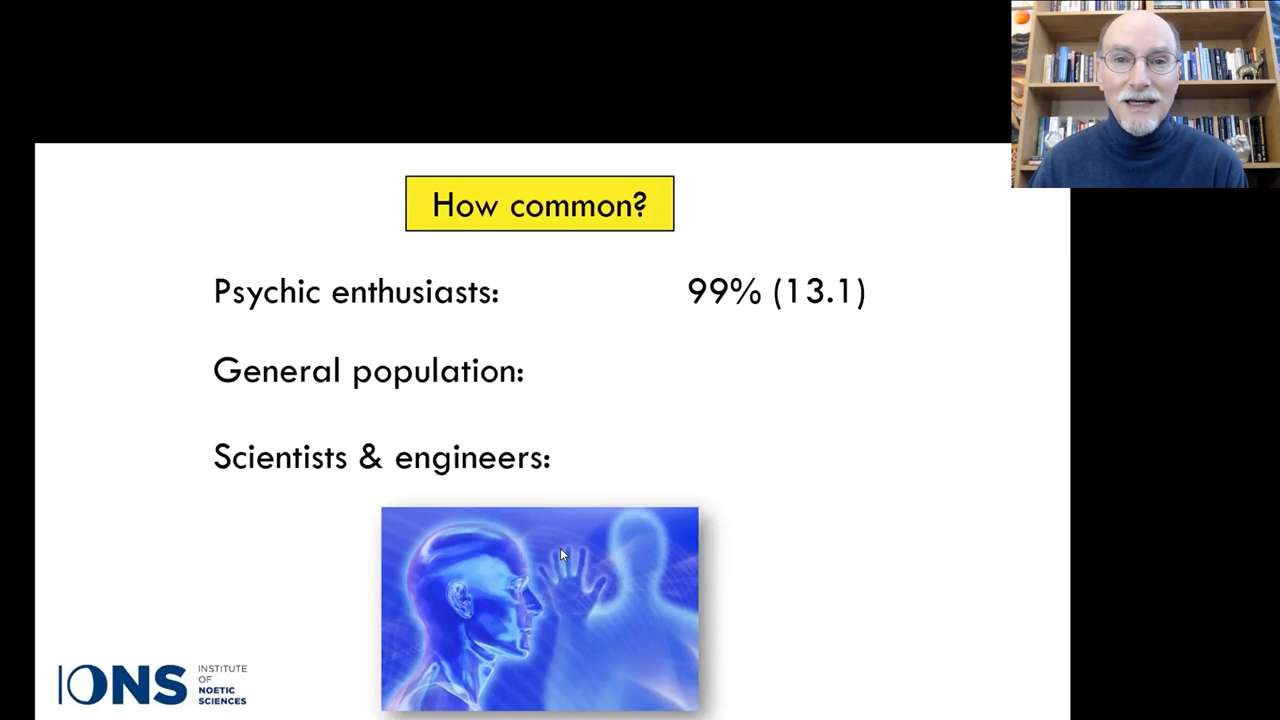 How common?
Psychic enthusiasts: 99% (13.1)
General population:
Scientists & engineers:
IONS
INSTITUTE
OF
NOETIC
SCIENCES